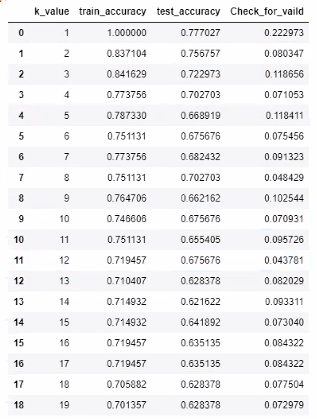 k_value train_accuracy test_accuracy Check_for_vaild
0 1 1.000000 0.777027 0.222973
1 2 0.837104 0.756757 0.080347
2 3 0.841629 0.722973 0.118656
3 4 0.773756 0.702703 0.071053
4 5 0.787330 0.668919 0.118411
5 6 0.751131 0.675676 0.075456
6 7 0.773756 0.682432 0.091323
7 8 0.751131 0.702703 0.048429
8 9 0.764706 0.662162 0.102544
9 10 0.746606 0.675676 0.070931
10 11 0.751131 0.655405 0.095726
11 12 0.719457 0.675676 0.043781
12 13 0.710407 0.628378 0.082029
13 14 0.714932 0.621622 0.093311
14 15 0.714932 0.641892 0.073040
15 16 0.719457 0.635135 0.084322
16 17 0.719457 0.635135 0.084322
17 18 0.705882 0.628378 0.077504
18 19 0.701357 0.628378 0.072979